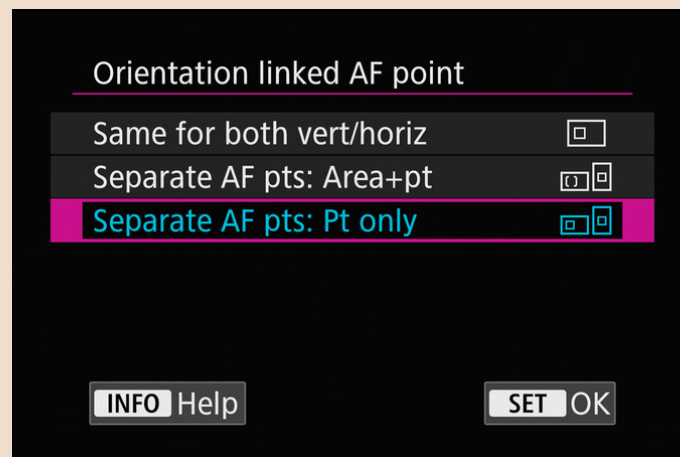 Orientation linked AF point
Same for both vert/horiz
Separate AF pts: Area+pt
Separate AF pts: Pt only
INFO Help
SET OK